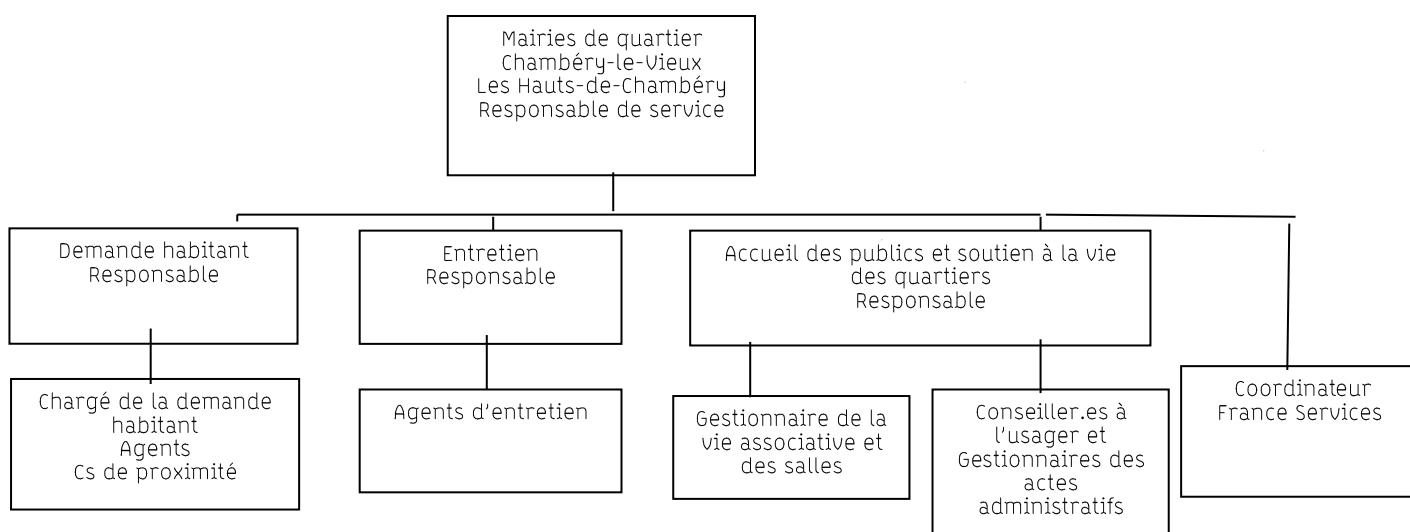 Mairies de quartier
Chambéry-le-Vieux
Les Hauts-de-Chambéry
Responsable de service
Demande habitant
Responsable
Entretien
Responsable
Accueil des publics et soutien à la vie
des quartiers
Responsable
Chargé de la demande
habitant
Agents
Cs de proximité
Agents d'entretien
Gestionnaire de la
vie associative et
des salles
Conseiller.es à
l'usager et
Gestionnaires des
actes
administratifs
Coordinateur
France Services